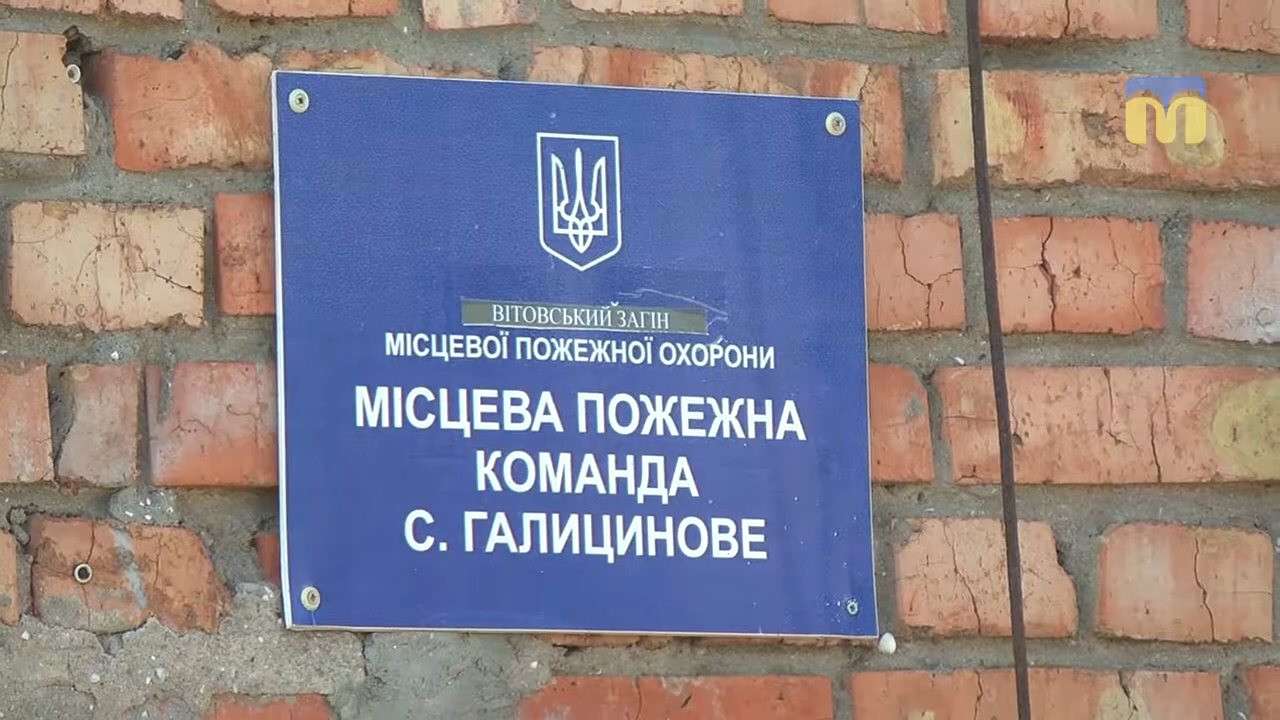 ВІТОВСЬКИЙ ЗАГІН
МІСЦЕВОЇ ПОЖЕЖНОЇ ОХОРОНИ
МІСЦЕВА ПОЖЕЖНА
КОМАНДА
С. ГАЛИЦИНОВЕ